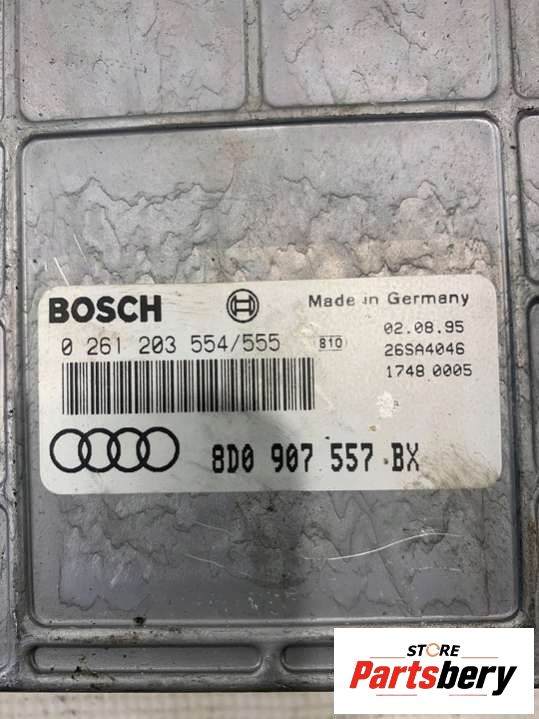 BOSCH Made in Germany
0 261 203 554/555 810 02.08.95
26SA4046
1748 0005
8D0 907 557 BX
STORE
Partsbery